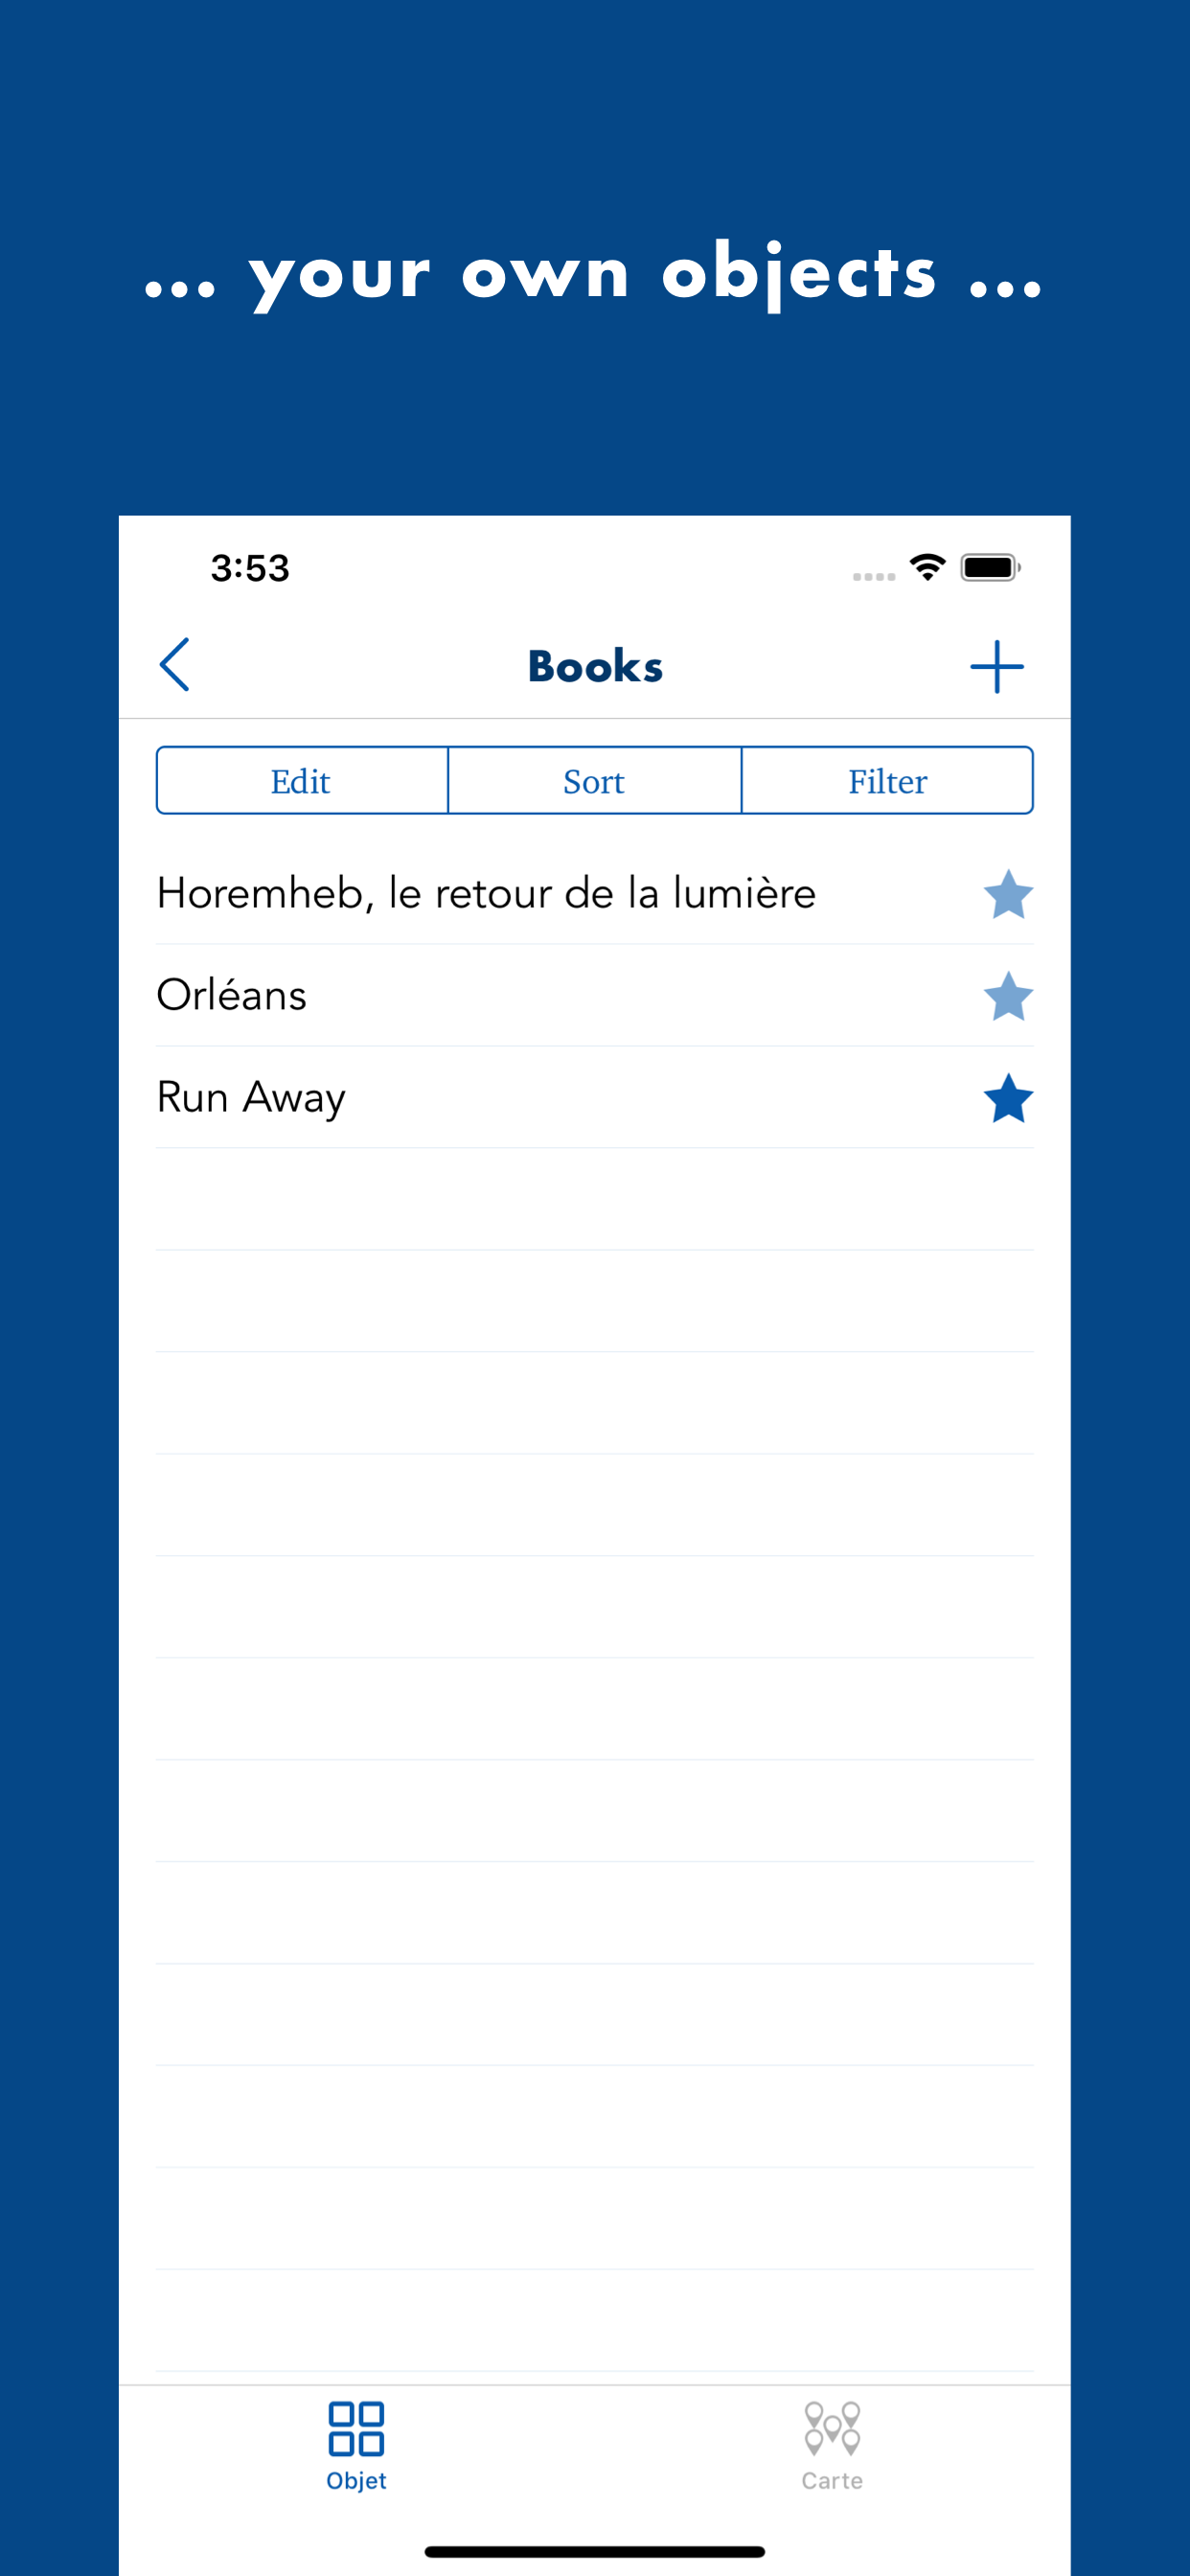 ... your own objects ...
3:53
Books
Edit Sort Filter
Horemheb, le retour de la lumière
Orléans
Run Away
Objet Carte